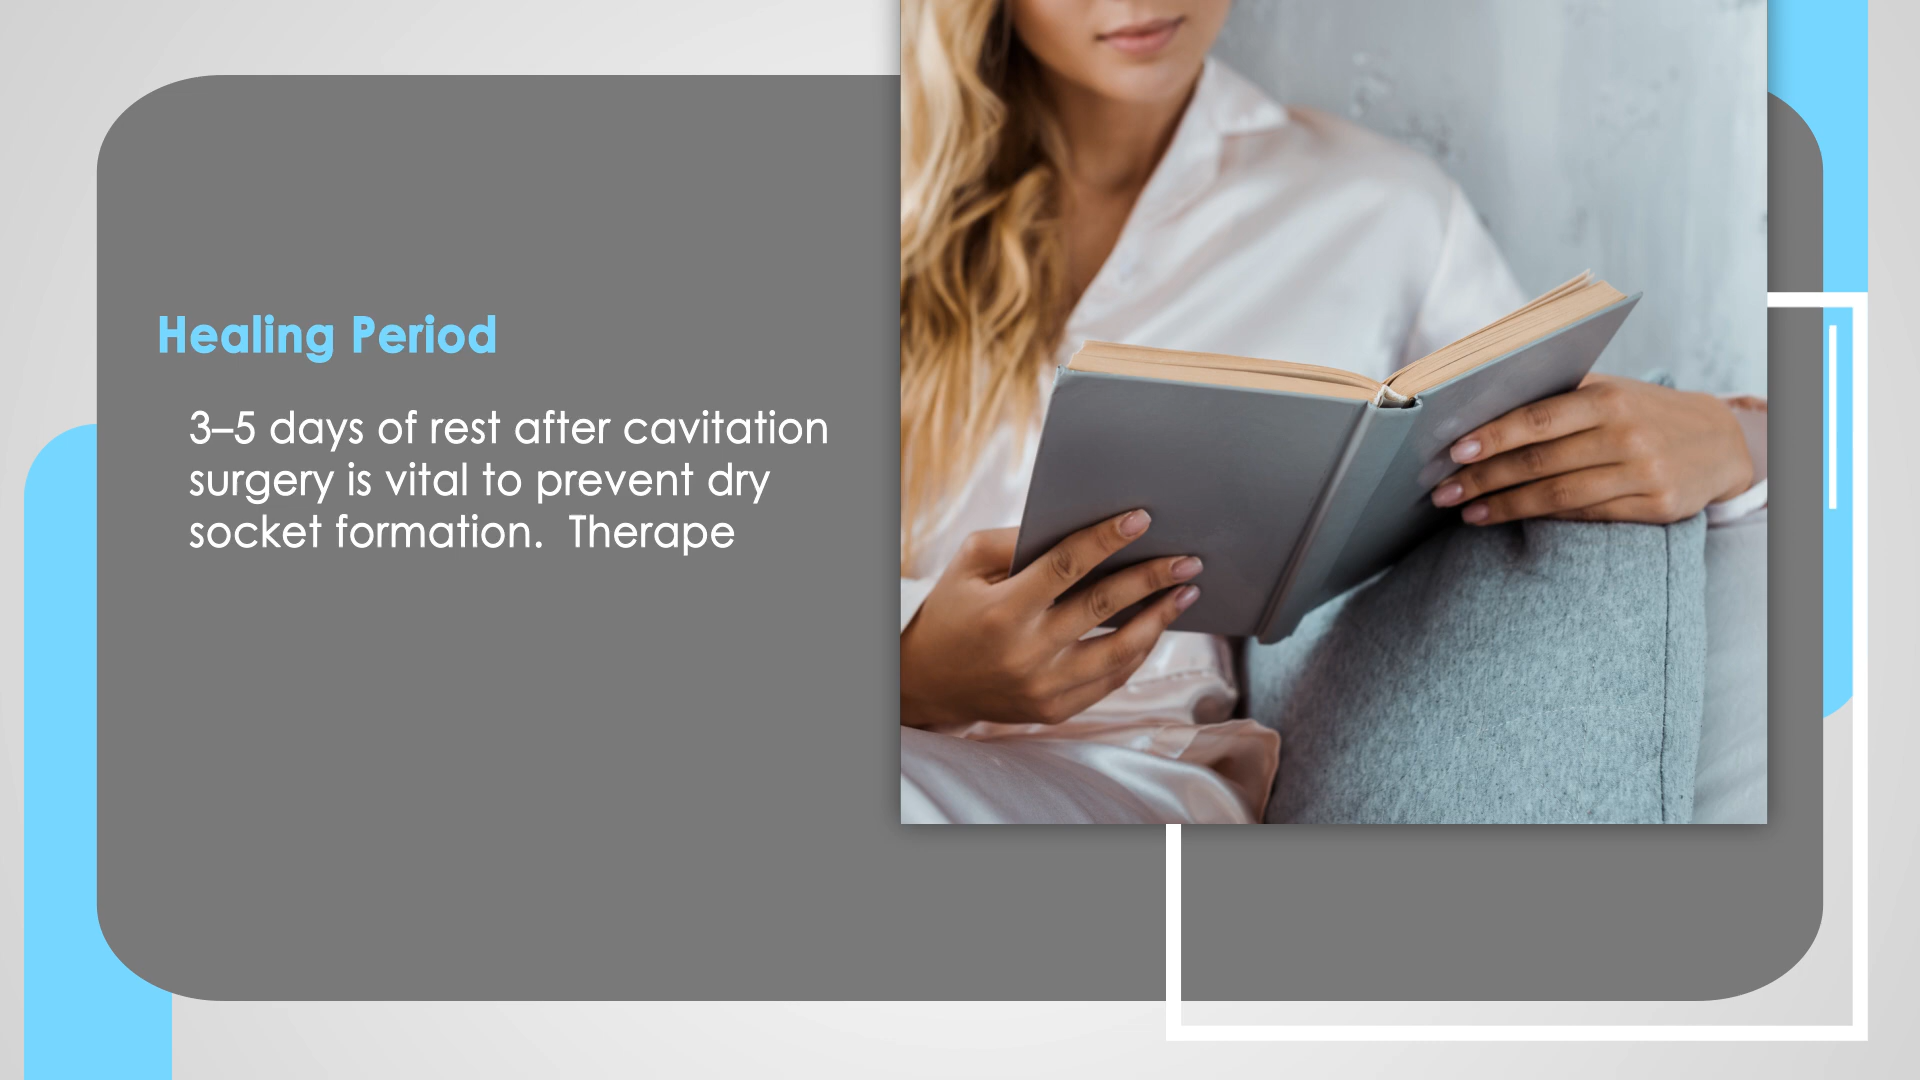 Healing Period
3–5 days of rest after cavitation
surgery is vital to prevent dry
socket formation.  Therape